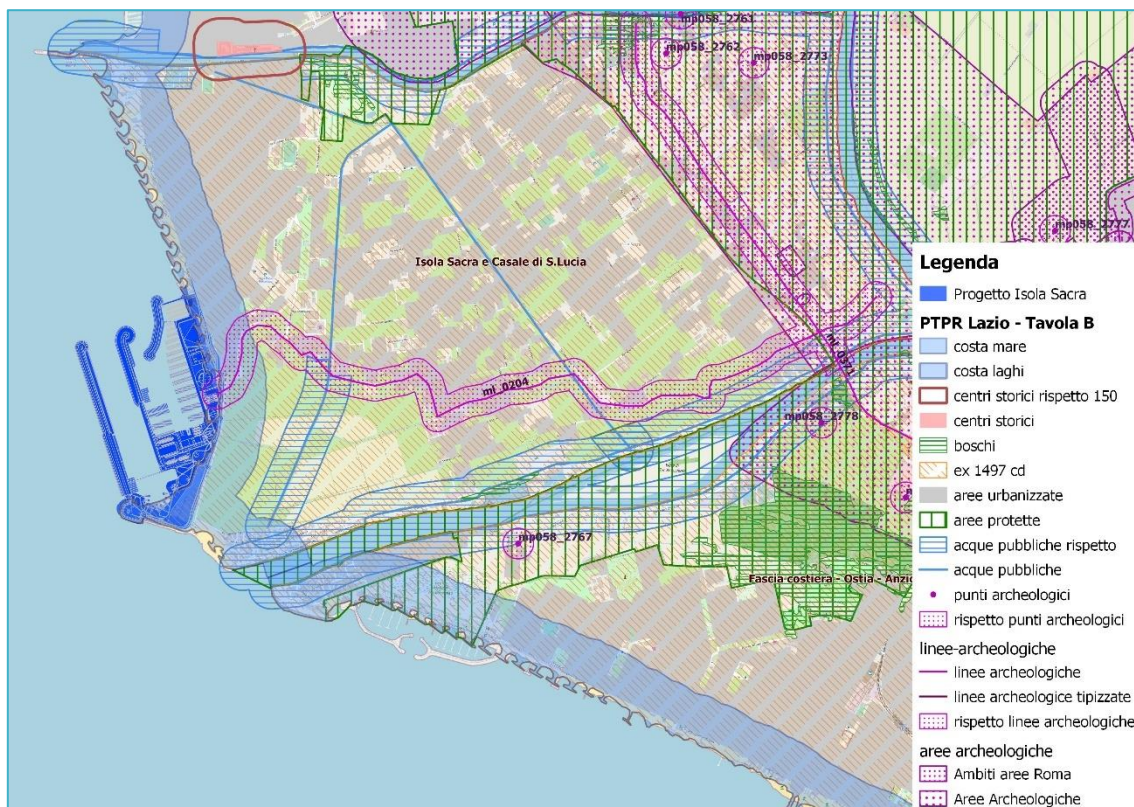 mp058_2763
mp058_2762
mp058_2773
mp058_2777
Isola Sacra e Casale di S.Lucia
ml_0204
ml_0321
mp058_2778
mp058_2767
Fascia costiera - Ostia - Anzio
Legenda
Progetto Isola Sacra
PTPR Lazio - Tavola B
costa mare
costa laghi
centri storici rispetto 150
centri storici
boschi
ex 1497 cd
aree urbanizzate
aree protette
acque pubbliche rispetto
acque pubbliche
punti archeologici
rispetto punti archeologici
linee-archeologiche
linee archeologiche
linee archeologice tipizzate
rispetto linee archeologiche
aree archeologiche
Ambiti aree Roma
Aree Archeologiche